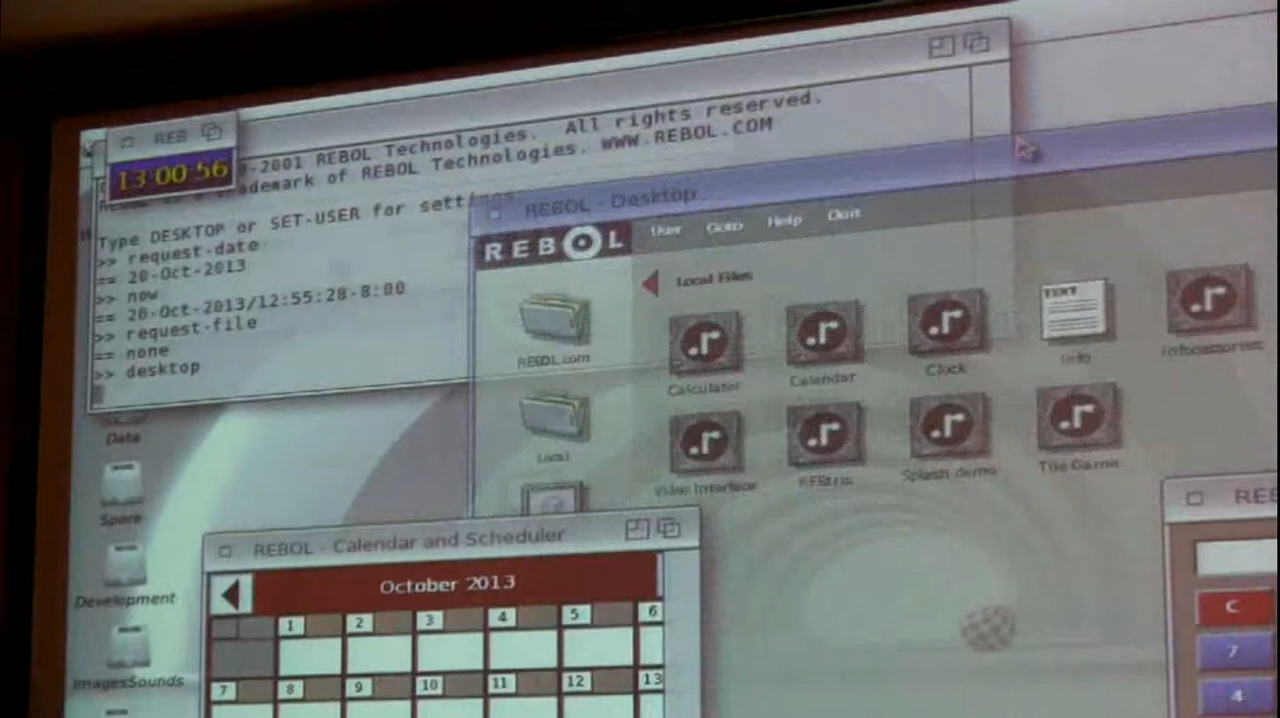 REB
13:00:56
-2001 REBOL Technologies. All rights reserved.
demark of REBOL Technologies. WWW.REBOL.COM
Type DESKTOP or SET-USER for settings
>> request-date
== 20-Oct-2013
>> now
== 20-Oct-2013/12:55:28-8:00
>> request-file
== none
>> desktop
REBOL - Desktop
REBOL
User Goto Help Quit
Local Files
REBOL.com
Local
Calculator Calendar Clock Info
TEXT
Video Interface REBtris Splash demo Tile Game
Data
Spare
Development
ImagesSounds
REBOL - Calendar and Scheduler
October 2013
1 2 3 4 5 6
7 8 9 10 11 12 13
REB
C
7
4